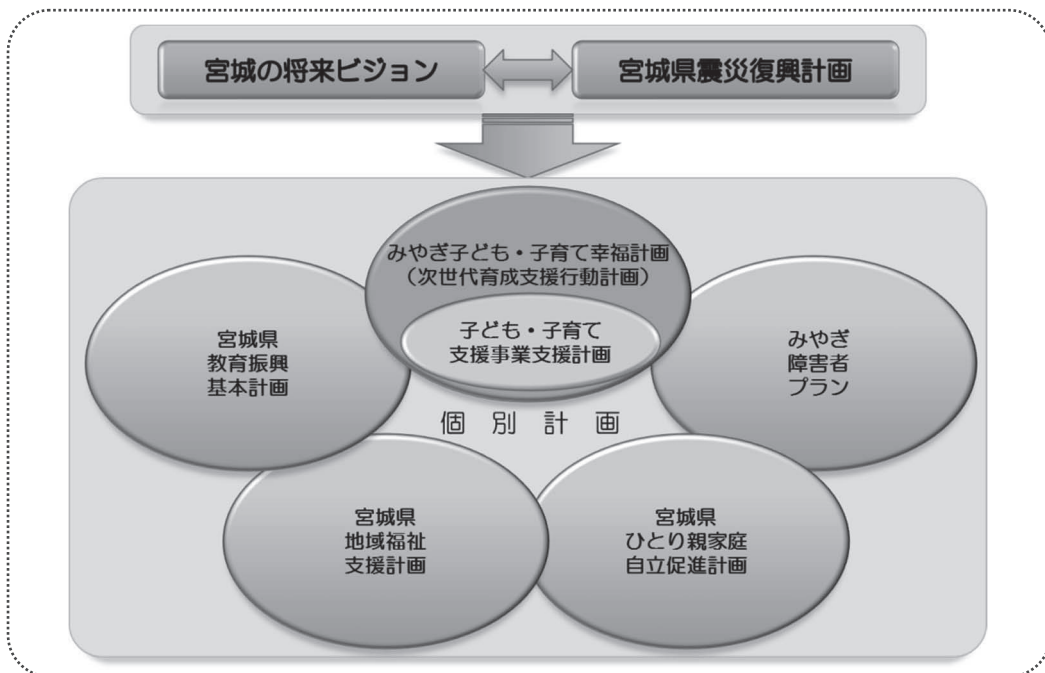 宮城の将来ビジョン
宮城県震災復興計画
みやぎ子ども・子育て幸福計画
（次世代育成支援行動計画）
子ども・子育て
支援事業支援計画
宮城県
教育振興
基本計画
みやぎ
障害者
プラン
個別計画
宮城県
地域福祉
支援計画
宮城県
ひとり親家庭
自立促進計画